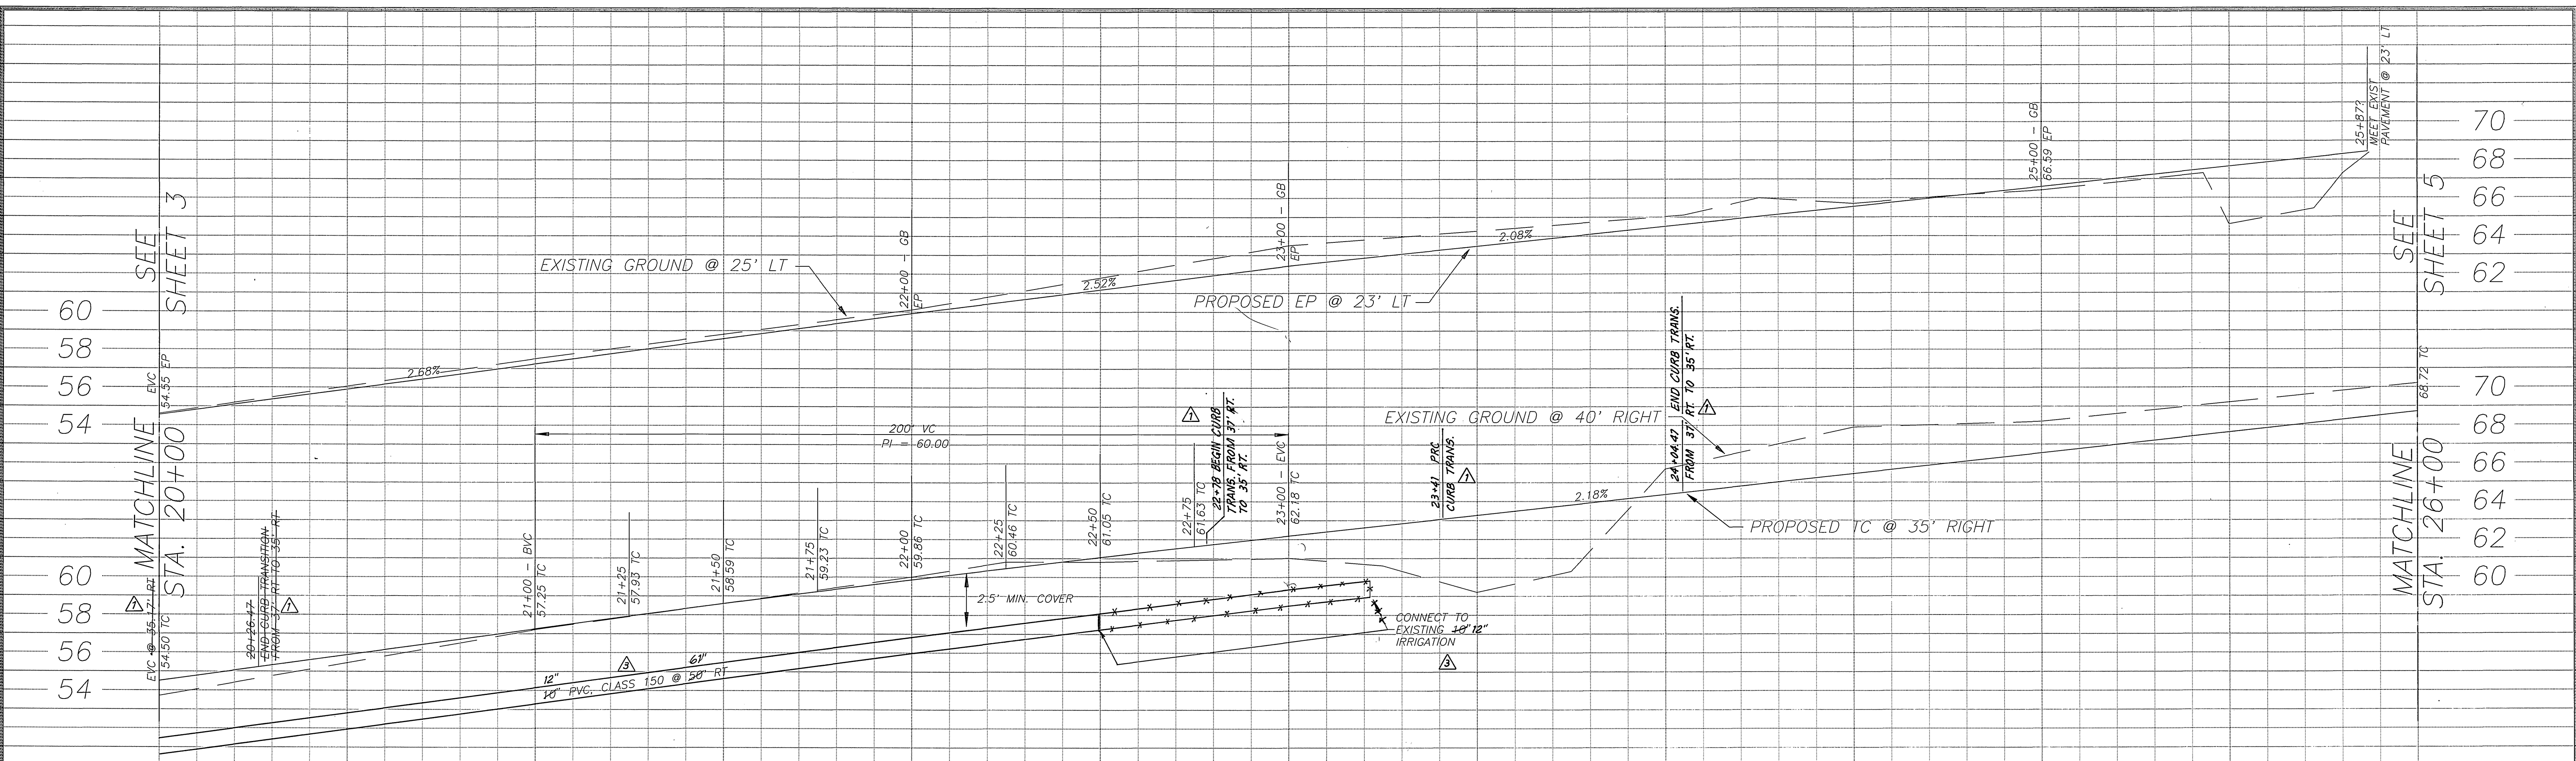 SEE
SHEET 3
MATCHLINE
STA. 20+00
60
58
56
54
60
58
56
54
EVC
54.55 EP
EVC @ 35.17' RT
54.50 TC
1
20+26.47
END CURB TRANSITION
FROM 37' RT TO 35' RT
1
2.68%
EXISTING GROUND @ 25' LT
22+00 - GB
EP
2.52%
23+00 - GB
EP
PROPOSED EP @ 23' LT
2.08%
25+00 - GB
66.59 EP
25+87?
MEET EXIST
PAVEMENT @ 23' LT
200' VC
PI = 60.00
21+00 - BVC
57.25 TC
21+25
57.93 TC
21+50
58.59 TC
21+75
59.23 TC
22+00
59.86 TC
22+25
60.46 TC
22+50
61.05 TC
22+75
61.63 TC
1
22+78 BEGIN CURB
TRANS. FROM 37' RT.
TO 35' RT.
23+00 - EVC
62.18 TC
23+41 PRC
CURB TRANS.
1
EXISTING GROUND @ 40' RIGHT
24+04.47 END CURB TRANS.
FROM 37' RT. TO 35' RT.
1
2.18%
PROPOSED TC @ 35' RIGHT
2.5' MIN. COVER
CONNECT TO
EXISTING 10" 12"
IRRIGATION
3
3
61'
12"
10" PVC, CLASS 150 @ 50' RT
68.72 TC
SEE
SHEET 5
MATCHLINE
STA. 26+00
70
68
66
64
62
70
68
66
64
62
60